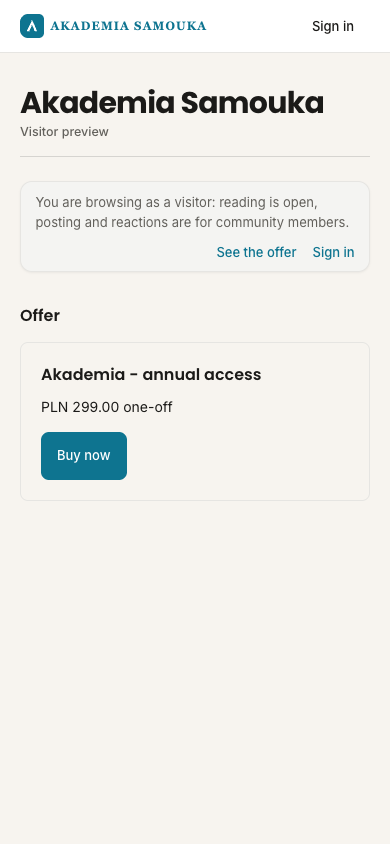 AKADEMIA SAMOUKA
Sign in
Akademia Samouka
Visitor preview
You are browsing as a visitor: reading is open,
posting and reactions are for community members.
See the offer Sign in
Offer
Akademia - annual access
PLN 299.00 one-off
Buy now